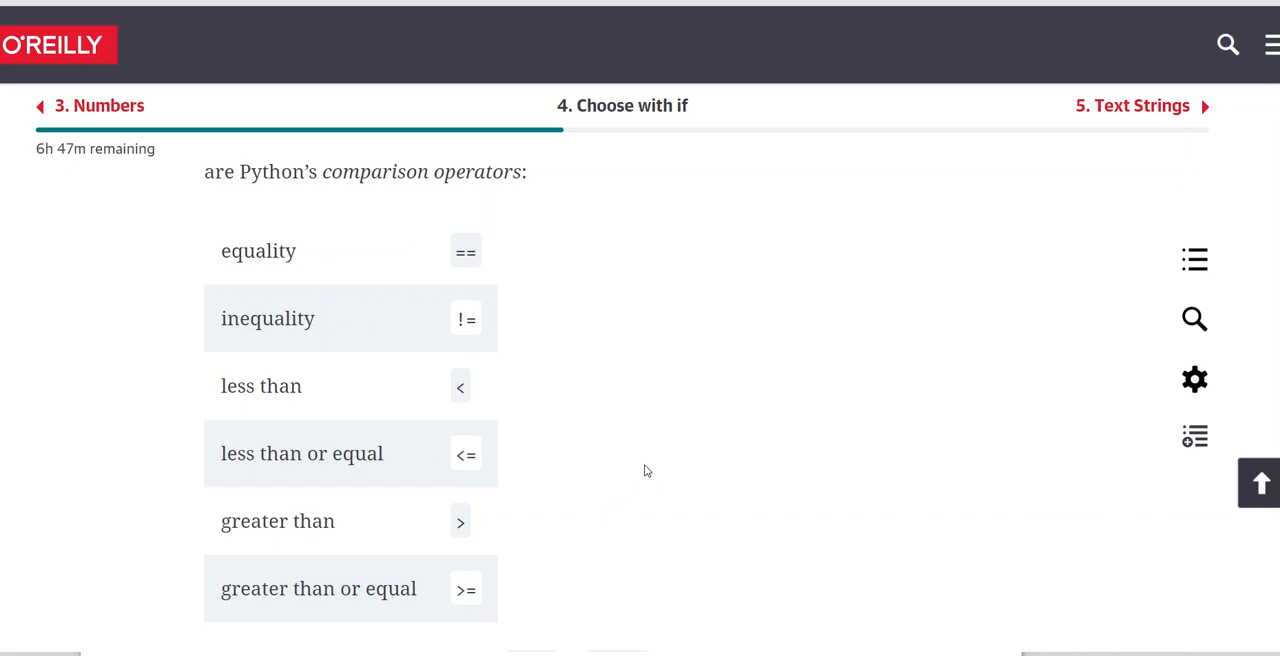 O'REILLY
3. Numbers
4. Choose with if
5. Text Strings
6h 47m remaining
are Python's comparison operators:
equality ==
inequality !=
less than <
less than or equal <=
greater than >
greater than or equal >=